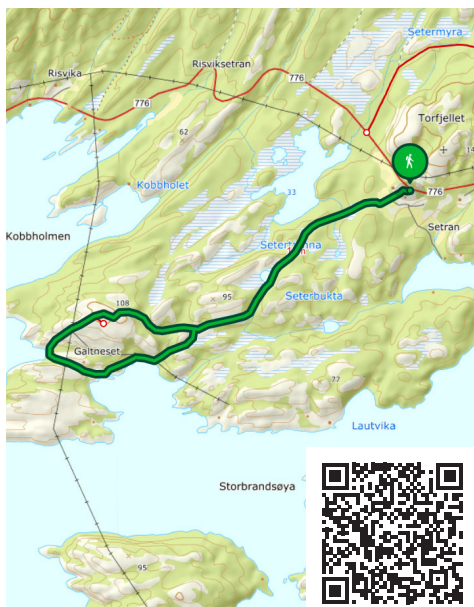 Setermyra
Risviksetran
Risvika
776
776
Torfjellet
62
Kobbholet
33
776
Setran
Kobbholmen
Seterbukta
108
95
Galtneset
77
Lautvika
Storbrandsøya
95